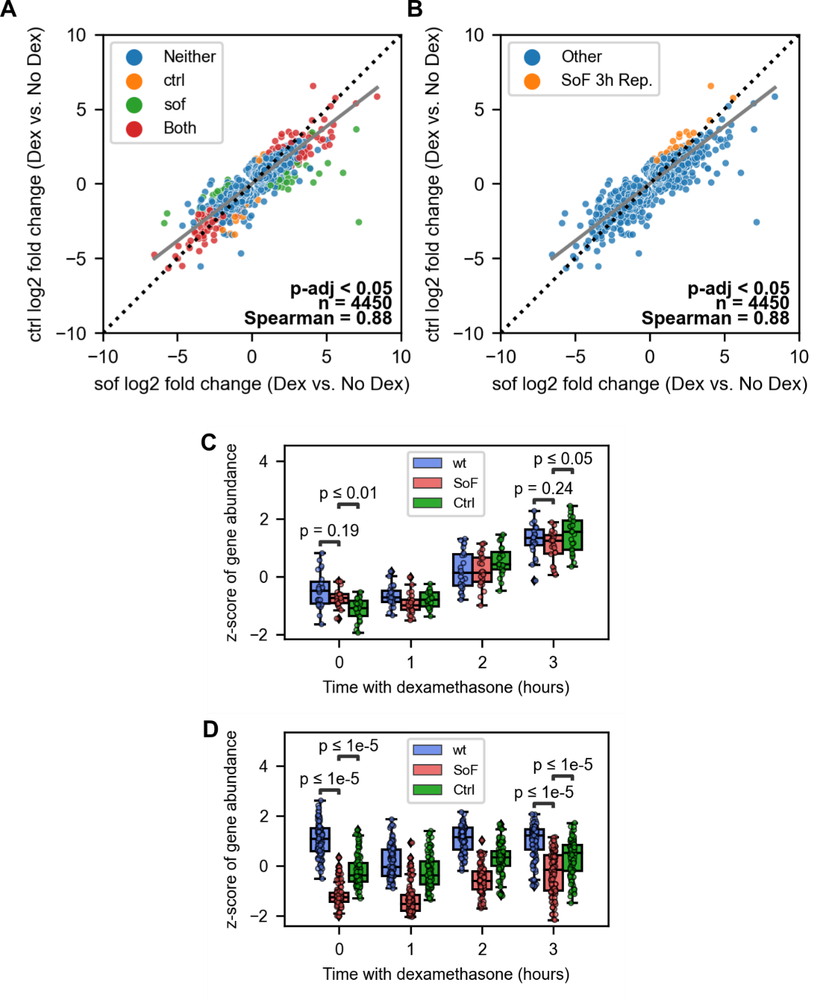 A
B
ctrl log2 fold change (Dex vs. No Dex)
10
5
0
−5
−10
Neither
ctrl
sof
Both
p-adj < 0.05
n = 4450
Spearman = 0.88
−10
−5
0
5
10
sof log2 fold change (Dex vs. No Dex)
ctrl log2 fold change (Dex vs. No Dex)
10
5
0
−5
−10
Other
SoF 3h Rep.
p-adj < 0.05
n = 4450
Spearman = 0.88
−10
−5
0
5
10
sof log2 fold change (Dex vs. No Dex)
C
z-score of gene abundance
4
2
0
−2
wt
SoF
Ctrl
p = 0.19
p ≤ 0.01
p = 0.24
p ≤ 0.05
0
1
2
3
Time with dexamethasone (hours)
D
z-score of gene abundance
4
2
0
−2
wt
SoF
Ctrl
p ≤ 1e-5
p ≤ 1e-5
p ≤ 1e-5
p ≤ 1e-5
0
1
2
3
Time with dexamethasone (hours)